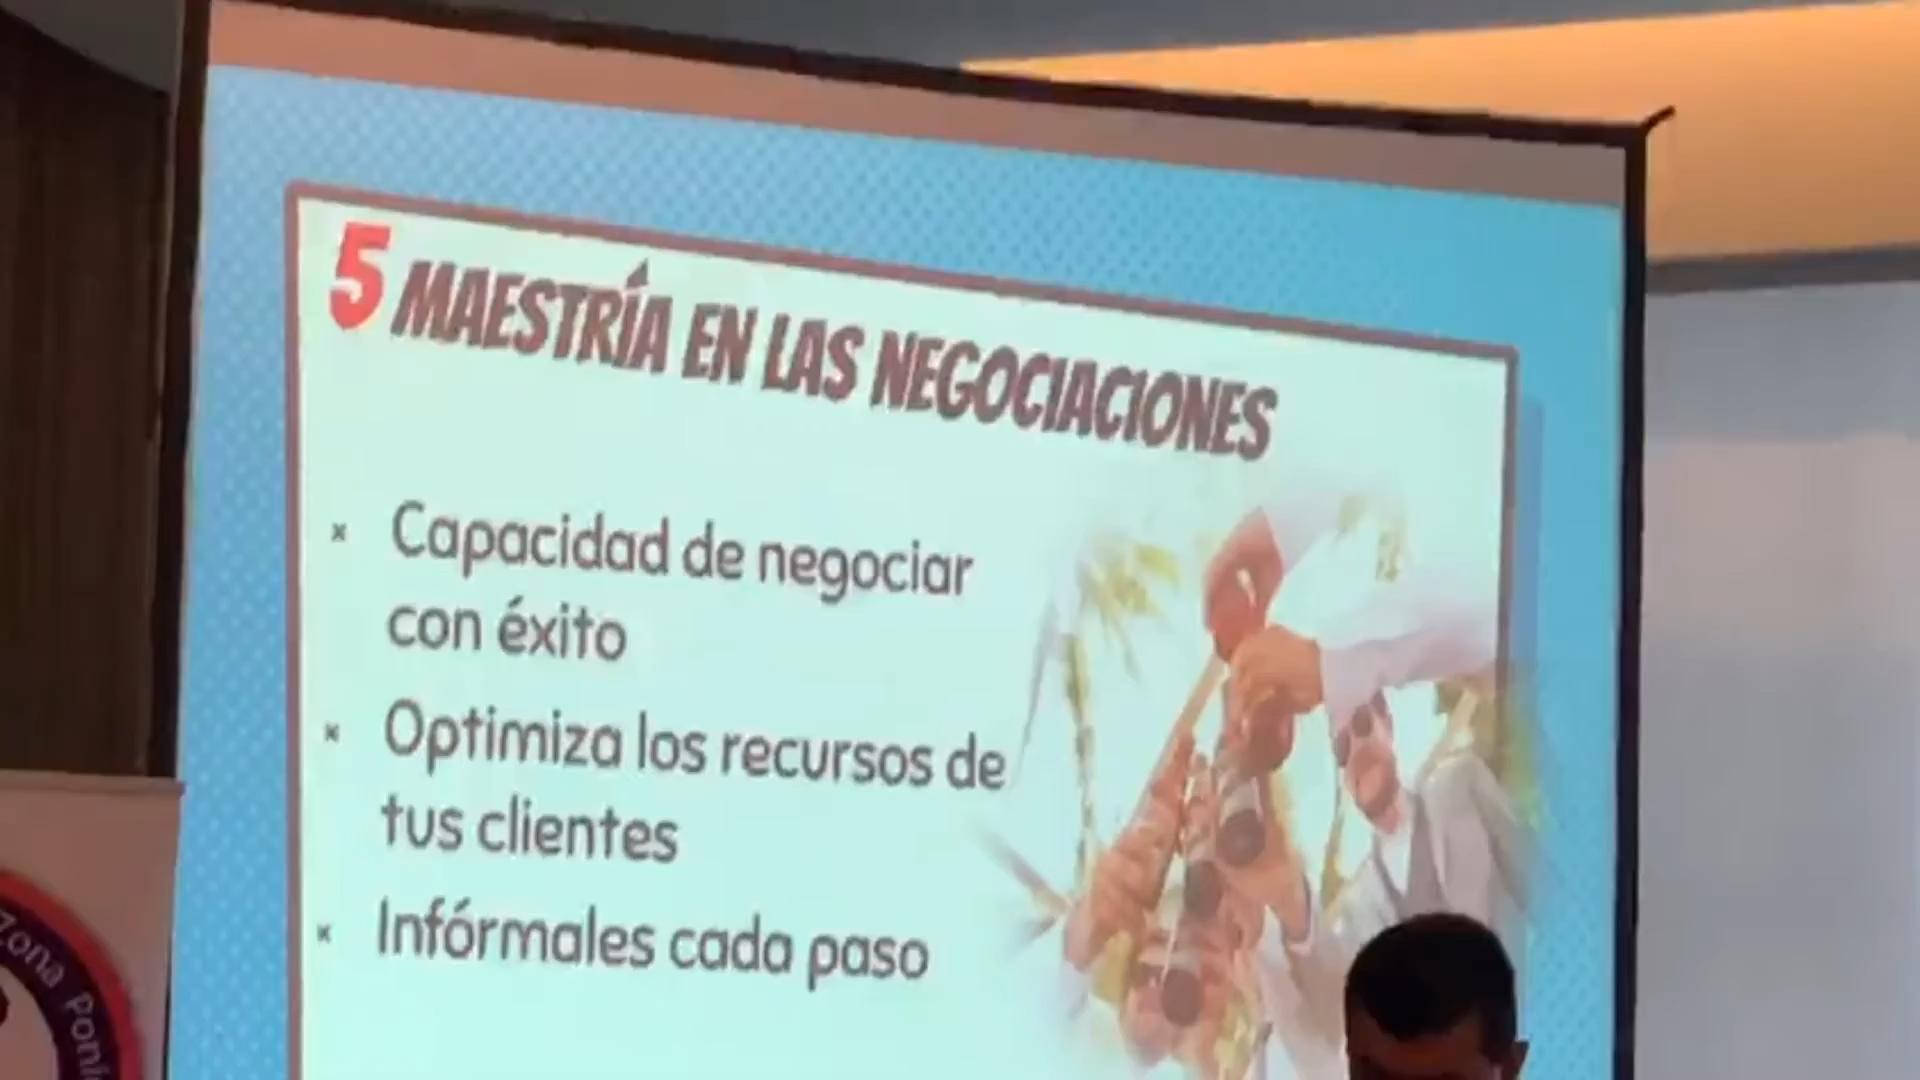 5 MAESTRÍA EN LAS NEGOCIACIONES
× Capacidad de negociar
con éxito
× Optimiza los recursos de
tus clientes
× Infórmales cada paso
Zona